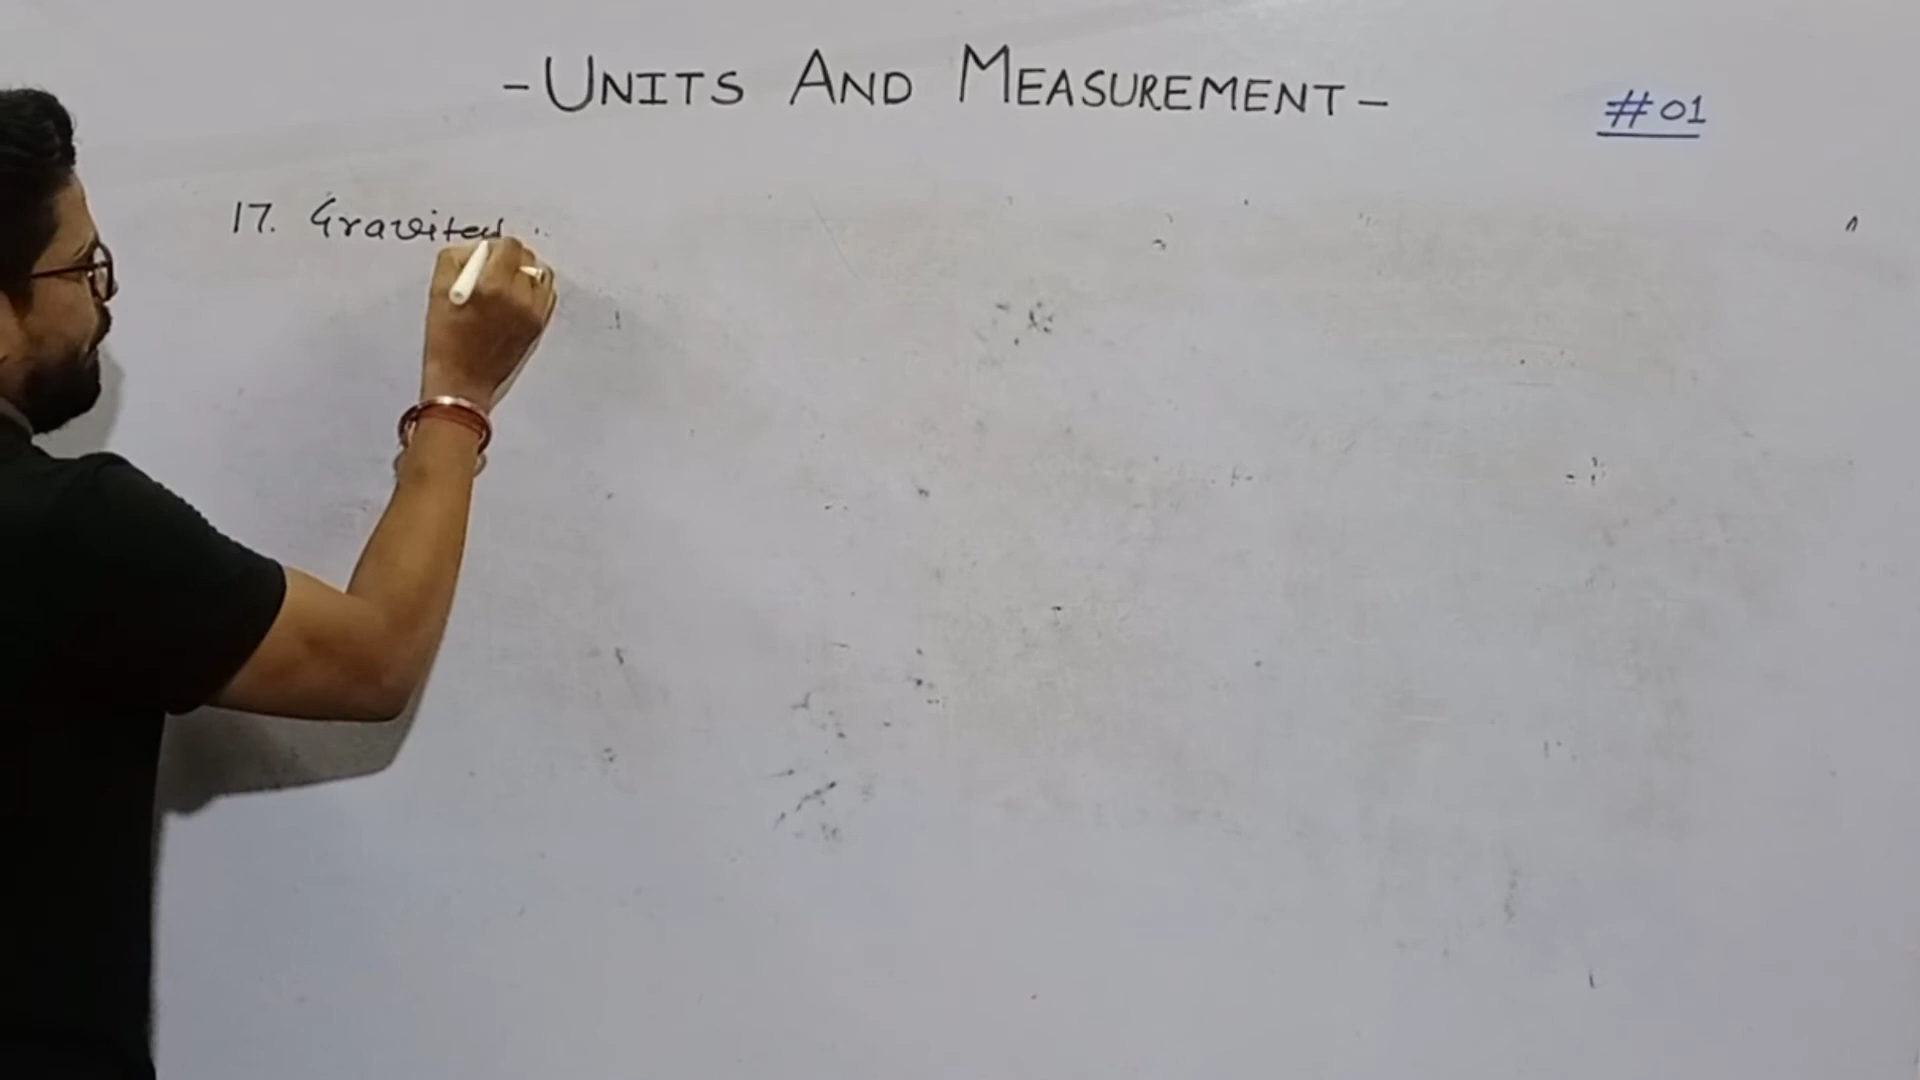 - UNITS AND MEASUREMENT -
#01
17. Gravitat